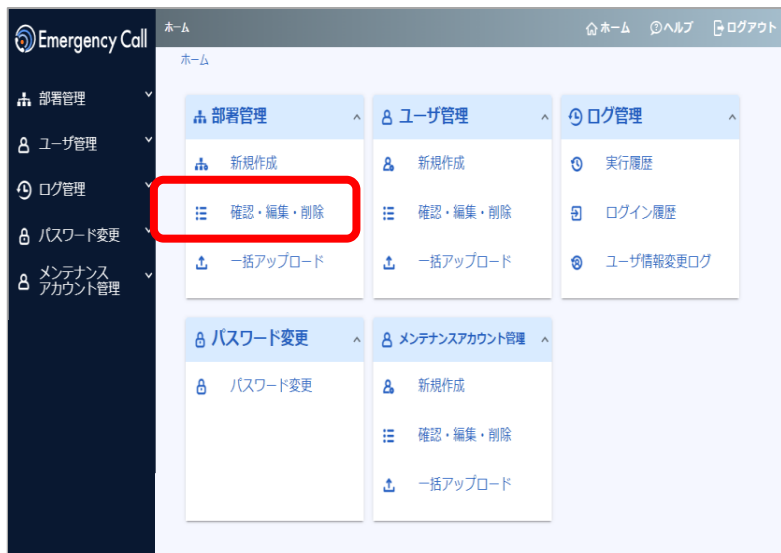 Emergency Call
ホーム
ホーム
ヘルプ
ログアウト
ホーム
部署管理
ユーザ管理
ログ管理
パスワード変更
メンテナンス
アカウント管理
部署管理
新規作成
確認・編集・削除
一括アップロード
ユーザ管理
新規作成
確認・編集・削除
一括アップロード
ログ管理
実行履歴
ログイン履歴
ユーザ情報変更ログ
パスワード変更
パスワード変更
メンテナンスアカウント管理
新規作成
確認・編集・削除
一括アップロード